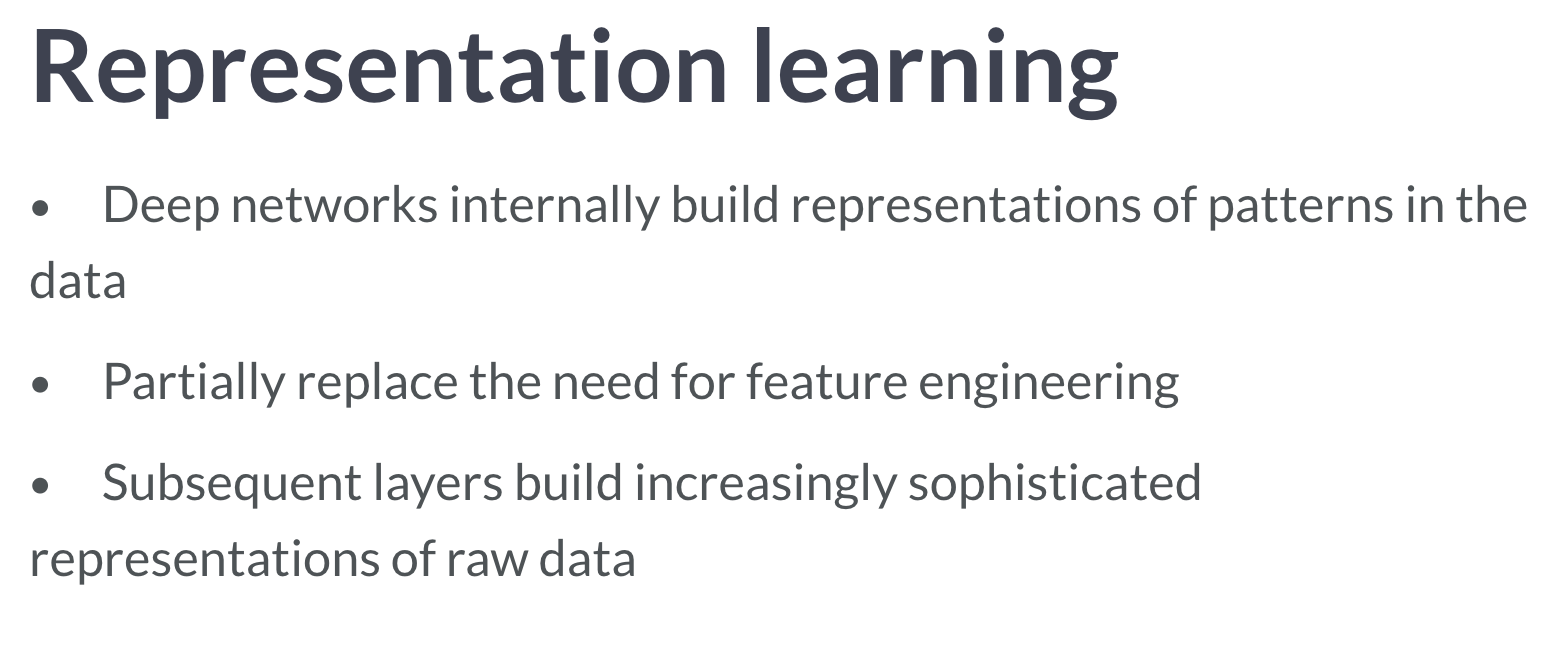 Representation learning
• Deep networks internally build representations of patterns in the
data
• Partially replace the need for feature engineering
• Subsequent layers build increasingly sophisticated
representations of raw data